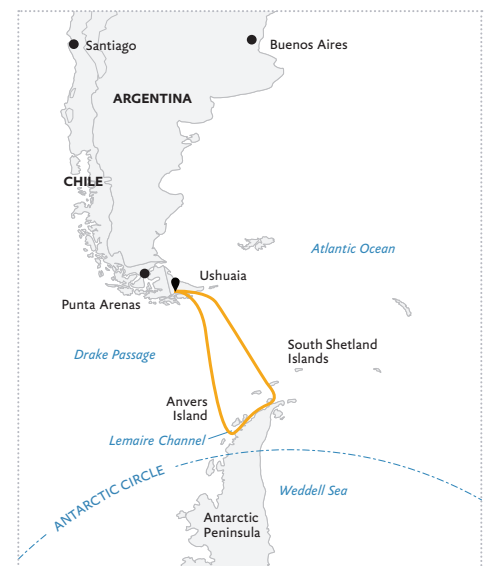 Santiago
Buenos Aires
ARGENTINA
CHILE
Atlantic Ocean
Ushuaia
Punta Arenas
South Shetland
Islands
Drake Passage
Anvers
Island
Lemaire Channel
ANTARCTIC CIRCLE
Weddell Sea
Antarctic
Peninsula